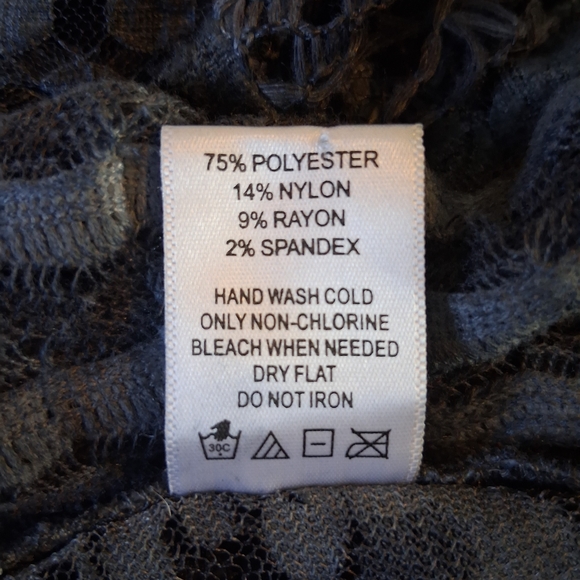 75% POLYESTER
14% NYLON
9% RAYON
2% SPANDEX
HAND WASH COLD
ONLY NON-CHLORINE
BLEACH WHEN NEEDED
DRY FLAT
DO NOT IRON
30C